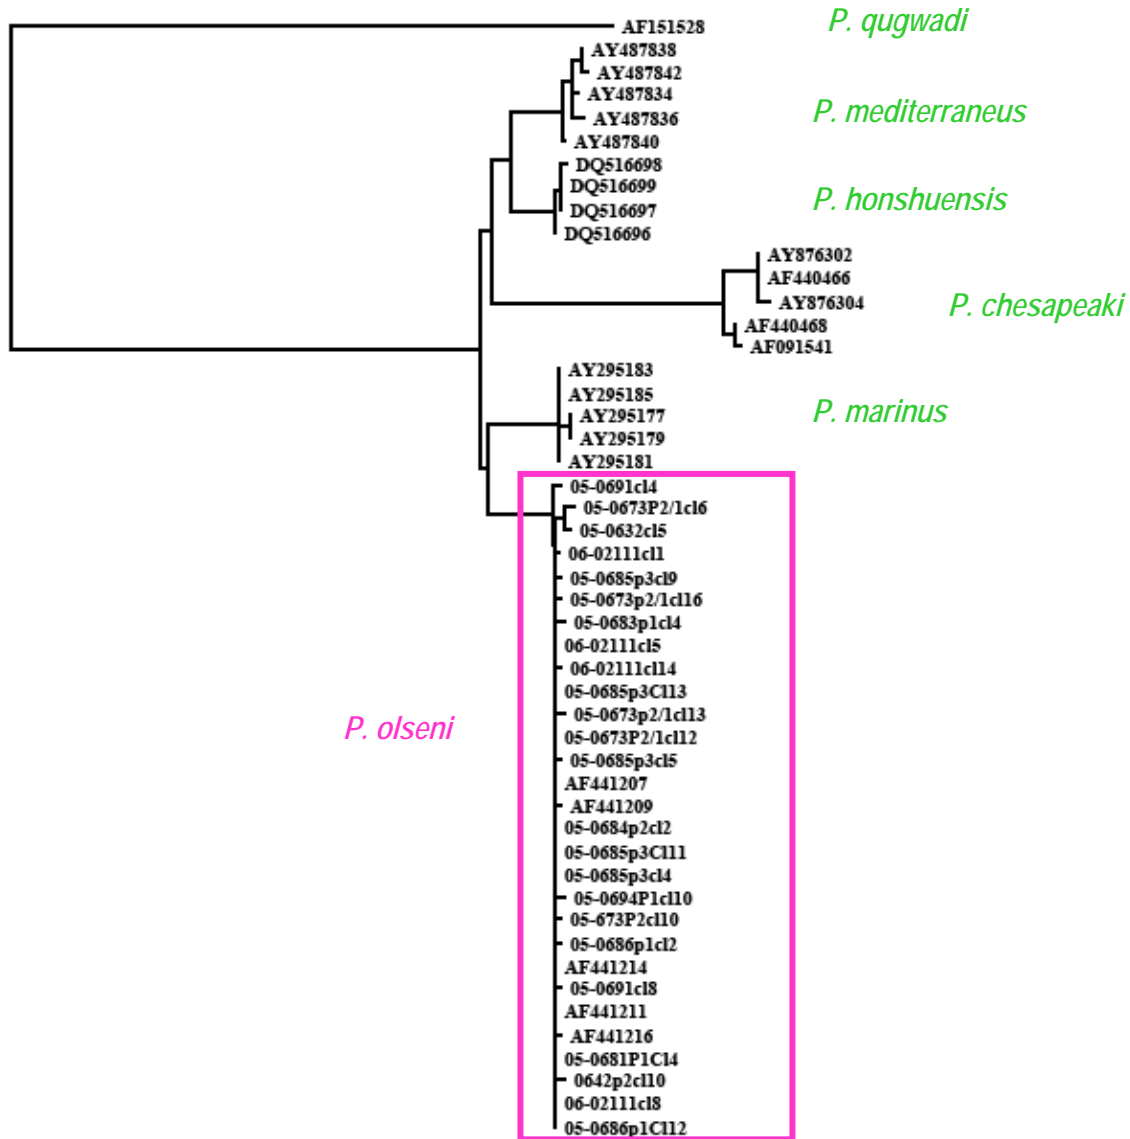 AF151528
P. qugwadi
AY487838
AY487842
AY487834
P. mediterraneus
AY487836
AY487840
DQ516698
DQ516699
P. honshuensis
DQ516697
DQ516696
AY876302
AF440466
AY876304
P. chesapeaki
AF440468
AF091541
AY295183
AY295185
AY295177
P. marinus
AY295179
AY295181
05-0691cl4
05-0673P2/1cl6
05-0632cl5
06-02111cl1
05-0685p3cl9
05-0673p2/1cl16
05-0683p1cl4
06-02111cl5
06-02111cl14
05-0685p3Cl13
05-0673p2/1cl13
P. olseni
05-0673P2/1cl12
05-0685p3cl5
AF441207
AF441209
05-0684p2cl2
05-0685p3Cl11
05-0685p3cl4
05-0694P1cl10
05-673P2cl10
05-0686p1cl2
AF441214
05-0691cl8
AF441211
AF441216
05-0681P1Cl4
0642p2cl10
06-02111cl8
05-0686p1Cl12